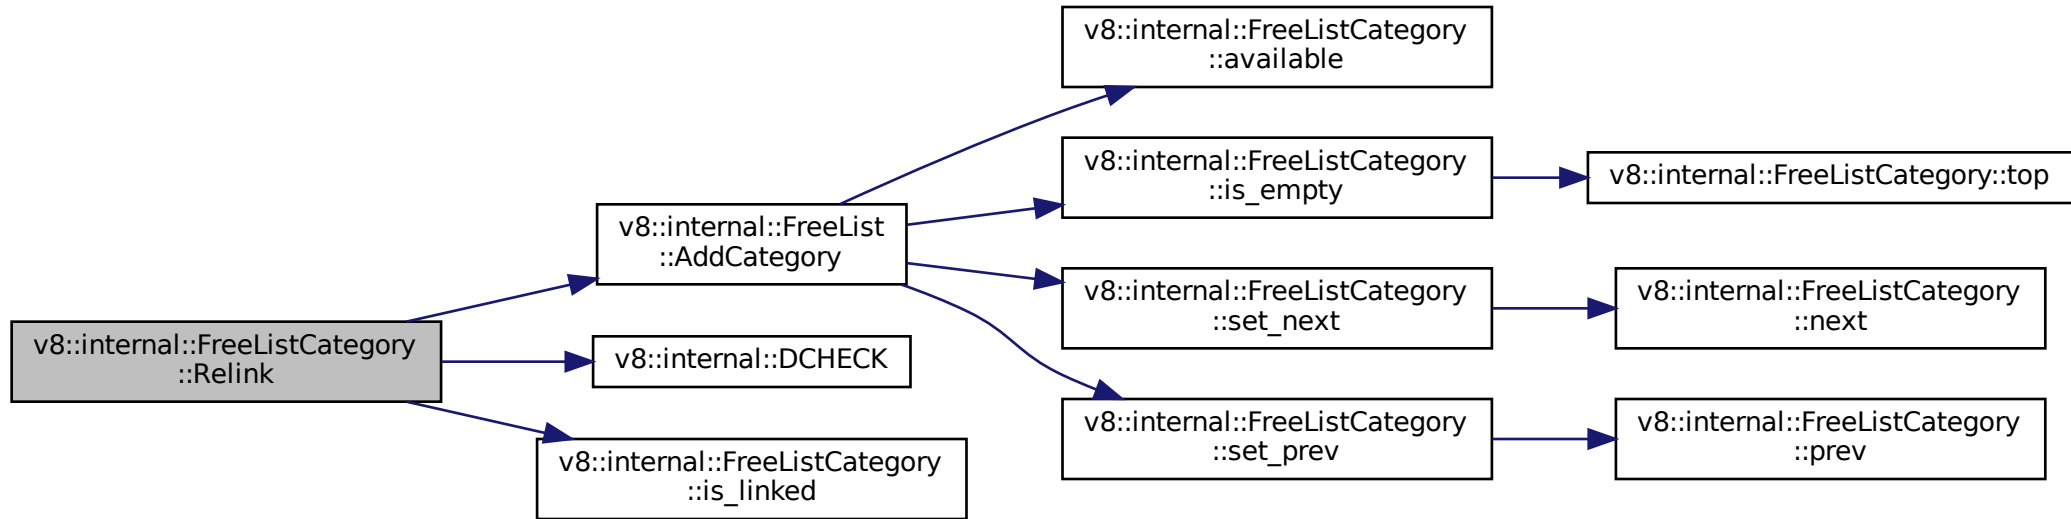 v8::internal::FreeListCategory
::Relink
v8::internal::FreeList
::AddCategory
v8::internal::DCHECK
v8::internal::FreeListCategory
::is_linked
v8::internal::FreeListCategory
::available
v8::internal::FreeListCategory
::is_empty
v8::internal::FreeListCategory
::set_next
v8::internal::FreeListCategory
::set_prev
v8::internal::FreeListCategory::top
v8::internal::FreeListCategory
::next
v8::internal::FreeListCategory
::prev